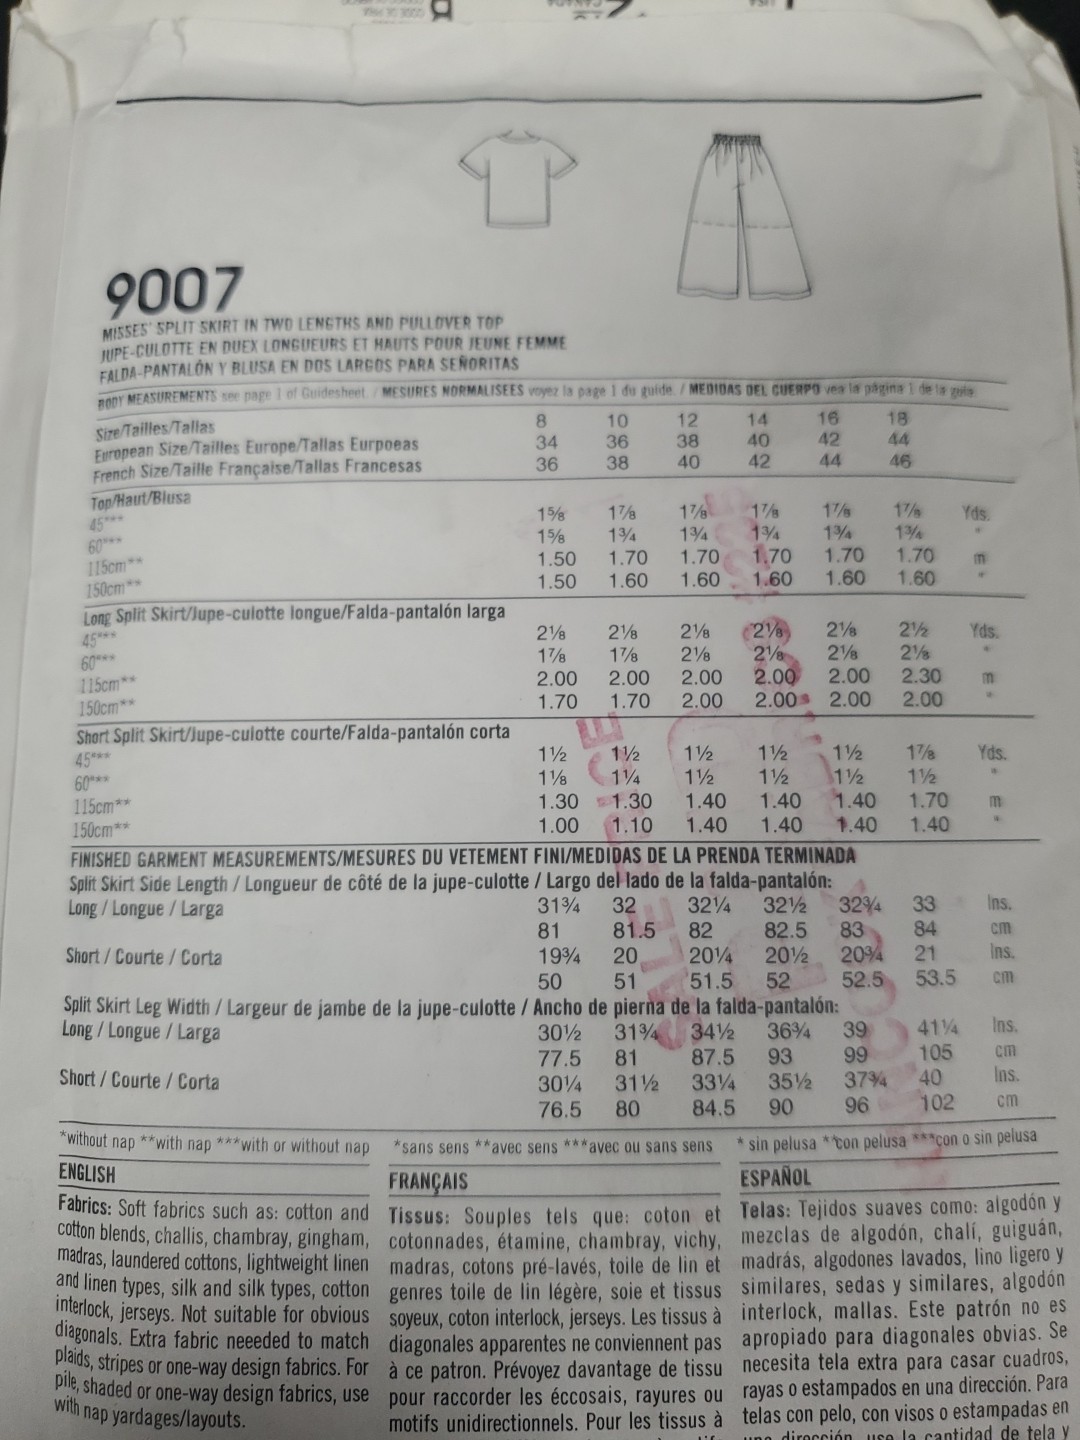 9007
MISSES' SPLIT SKIRT IN TWO LENGTHS AND PULLOVER TOP
JUPE-CULOTTE EN DUEX LONGUEURS ET HAUTS POUR JEUNE FEMME
FALDA-PANTALÓN Y BLUSA EN DOS LARGOS PARA SEÑORITAS
BODY MEASUREMENTS see page 1 of Guidesheet. / MESURES NORMALISEES voyez la page 1 du guide. / MEDIDAS DEL CUERPO vea la página 1 de la guia.
Size/Tailles/Tallas 8 10 12 14 16 18
European Size/Tailles Europe/Tallas Eurpoeas 34 36 38 40 42 44
French Size/Taille Française/Tallas Francesas 36 38 40 42 44 46
Top/Haut/Blusa
45"** 1⅝ 1⅞ 1⅞ 1⅞ 1⅞ 1⅞ Yds.
60"** 1⅝ 1¾ 1¾ 1¾ 1¾ 1¾ "
115cm** 1.50 1.70 1.70 1.70 1.70 1.70 m
150cm** 1.50 1.60 1.60 1.60 1.60 1.60 "
Long Split Skirt/Jupe-culotte longue/Falda-pantalón larga
45"** 2⅛ 2⅛ 2⅛ 2⅛ 2⅛ 2½ Yds.
60"** 1⅞ 1⅞ 2⅛ 2⅛ 2⅛ 2⅛ "
115cm** 2.00 2.00 2.00 2.00 2.00 2.30 m
150cm** 1.70 1.70 2.00 2.00 2.00 2.00 "
Short Split Skirt/Jupe-culotte courte/Falda-pantalón corta
45"** 1½ 1½ 1½ 1½ 1½ 1⅞ Yds.
60"** 1⅛ 1¼ 1½ 1½ 1½ 1½ "
115cm** 1.30 1.30 1.40 1.40 1.40 1.70 m
150cm** 1.00 1.10 1.40 1.40 1.40 1.40 "
FINISHED GARMENT MEASUREMENTS/MESURES DU VETEMENT FINI/MEDIDAS DE LA PRENDA TERMINADA
Split Skirt Side Length / Longueur de côté de la jupe-culotte / Largo del lado de la falda-pantalón:
Long / Longue / Larga 31¾ 32 32¼ 32½ 32¾ 33 Ins.
81 81.5 82 82.5 83 84 cm
Short / Courte / Corta 19¾ 20 20¼ 20½ 20¾ 21 Ins.
50 51 51.5 52 52.5 53.5 cm
Split Skirt Leg Width / Largeur de jambe de la jupe-culotte / Ancho de pierna de la falda-pantalón:
Long / Longue / Larga 30½ 31¾ 34½ 36¾ 39 41¼ Ins.
77.5 81 87.5 93 99 105 cm
Short / Courte / Corta 30¼ 31½ 33¼ 35½ 37¾ 40 Ins.
76.5 80 84.5 90 96 102 cm
SALE PRICE
*without nap **with nap ***with or without nap
*sans sens **avec sens ***avec ou sans sens
* sin pelusa **con pelusa ***con o sin pelusa
ENGLISH
Fabrics: Soft fabrics such as: cotton and
cotton blends, challis, chambray, gingham,
madras, laundered cottons, lightweight linen
and linen types, silk and silk types, cotton
interlock, jerseys. Not suitable for obvious
diagonals. Extra fabric neeeded to match
plaids, stripes or one-way design fabrics. For
pile, shaded or one-way design fabrics, use
with nap yardages/layouts.
FRANÇAIS
Tissus: Souples tels que: coton et
cotonnades, étamine, chambray, vichy,
madras, cotons pré-lavés, toile de lin et
genres toile de lin légère, soie et tissus
soyeux, coton interlock, jerseys. Les tissus à
diagonales apparentes ne conviennent pas
à ce patron. Prévoyez davantage de tissu
pour raccorder les éccosais, rayures ou
motifs unidirectionnels. Pour les tissus à
ESPAÑOL
Telas: Tejidos suaves como: algodón y
mezclas de algodón, chalí, guiguán,
madrás, algodones lavados, lino ligero y
similares, sedas y similares, algodón
interlock, mallas. Este patrón no es
apropiado para diagonales obvias. Se
necesita tela extra para casar cuadros,
rayas o estampados en una dirección. Para
telas con pelo, con visos o estampadas en
una dirección, use la cantidad de tela y